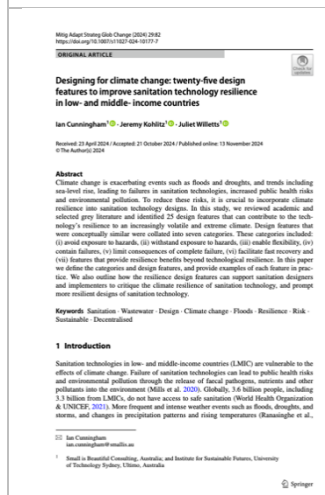 Mitig Adapt Strateg Glob Change (2024) 29:82
https://doi.org/10.1007/s11027-024-10177-7
ORIGINAL ARTICLE
Designing for climate change: twenty-five design
features to improve sanitation technology resilience
in low- and middle- income countries
Ian Cunningham¹ · Jeremy Kohlitz¹ · Juliet Willetts¹
Received: 23 April 2024 / Accepted: 21 October 2024 / Published online: 13 November 2024
© The Author(s) 2024
Abstract
Climate change is exacerbating events such as floods and droughts, and trends including
sea-level rise, leading to failures in sanitation technologies, increased public health risks
and environmental pollution. To reduce these risks, it is crucial to incorporate climate
resilience into sanitation technology designs. In this study, we reviewed academic and
selected grey literature and identified 25 design features that can contribute to the tech-
nology's resilience to an increasingly volatile and extreme climate. Design features that
were conceptually similar were collated into seven categories. These categories included:
(i) avoid exposure to hazards, (ii) withstand exposure to hazards, (iii) enable flexibility, (iv)
contain failures, (v) limit consequences of complete failure, (vi) facilitate fast recovery and
(vii) features that provide resilience benefits beyond technological resilience. In this paper
we define the categories and design features, and provide examples of each feature in prac-
tice. We also outline how the resilience design features can support sanitation designers
and implementers to critique the climate resilience of sanitation technology, and prompt
more resilient designs of sanitation technology.
Keywords Sanitation · Wastewater · Design · Climate change · Floods · Resilience · Risk ·
Sustainable · Decentralised
1 Introduction
Sanitation technologies in low- and middle-income countries (LMIC) are vulnerable to the
effects of climate change. Failure of sanitation technologies can lead to public health risks
and environmental pollution through the release of faecal pathogens, nutrients and other
pollutants into the environment (Mills et al. 2020). Globally, 3.6 billion people, including
3.3 billion from LMICs, do not have access to safe sanitation (World Health Organization
& UNICEF, 2021). More frequent and intense weather events such as floods, droughts, and
storms, and changes in precipitation patterns and rising temperatures (Ranasinghe et al.,
Ian Cunningham
ian.cunningham@smallis.au
1 Small is Beautiful Consulting, Australia; and Institute for Sustainable Futures, University
of Technology Sydney, Ultimo, Australia
Springer